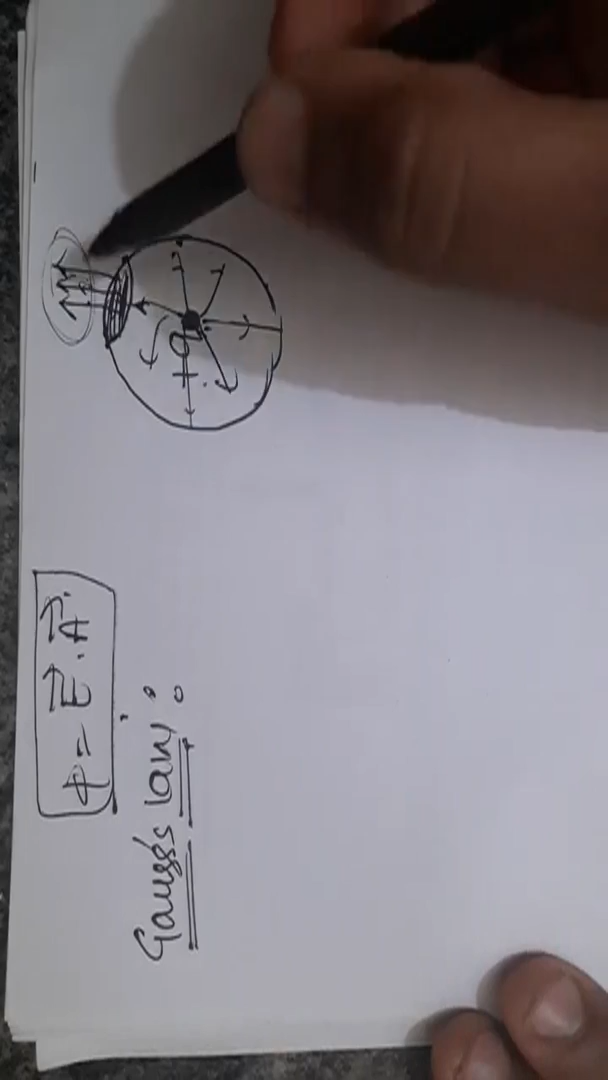 φ = E⃗ . A⃗
Gauss's law :
+q